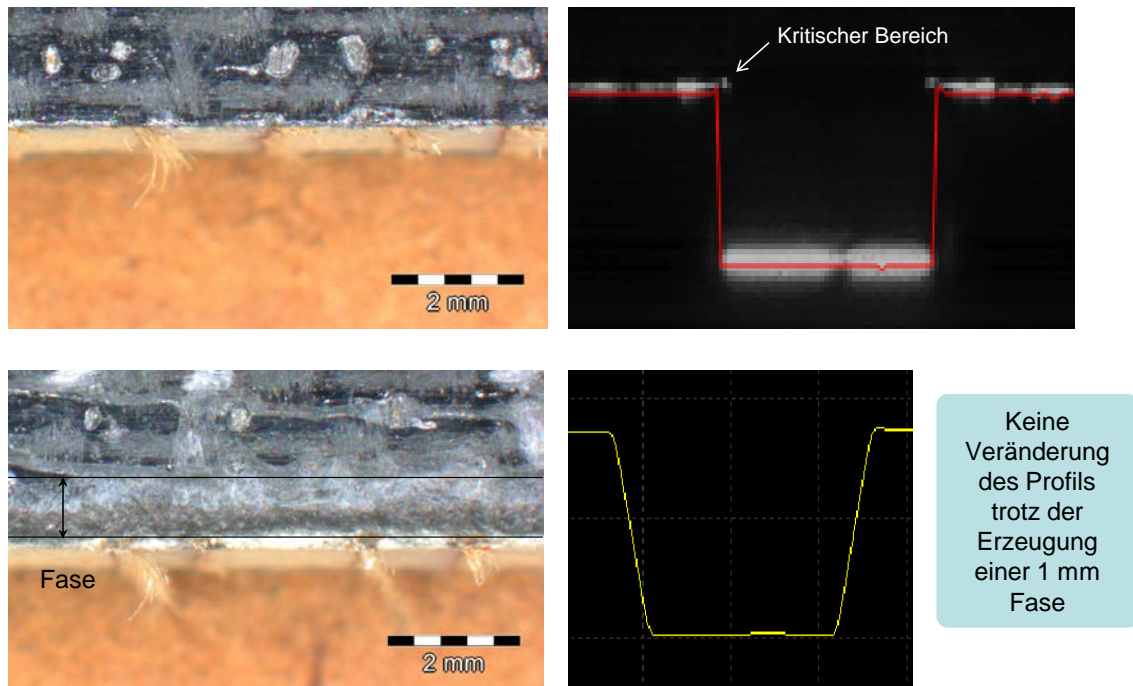 Kritischer Bereich
2 mm
Fase
2 mm
Keine
Veränderung
des Profils
trotz der
Erzeugung
einer 1 mm
Fase